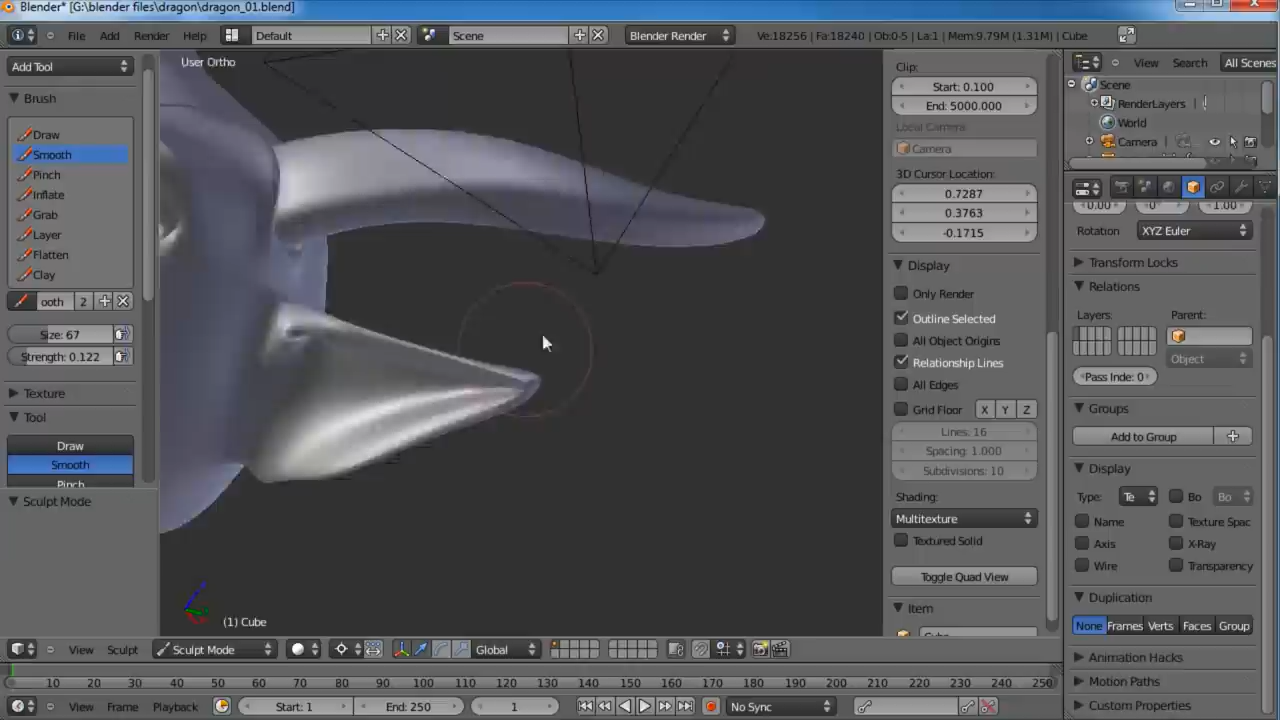 Blender* [G:\blender files\dragon\dragon_01.blend]
File Add Render Help Default Scene Blender Render Ve:18256 | Fa:18240 | Ob:0-5 | La:1 | Mem:9.79M (1.31M) | Cube
Add Tool
Brush
Draw
Smooth
Pinch
Inflate
Grab
Layer
Flatten
Clay
ooth 2
Size: 67
Strength: 0.122
Texture
Tool
Draw
Smooth
Pinch
Sculpt Mode
User Ortho
(1) Cube
Clip:
Start: 0.100
End: 5000.000
Local Camera
Camera
3D Cursor Location:
0.7287
0.3763
-0.1715
Display
Only Render
Outline Selected
All Object Origins
Relationship Lines
All Edges
Grid Floor X Y Z
Lines: 16
Spacing: 1.000
Subdivisions: 10
Shading:
Multitexture
Textured Solid
Toggle Quad View
Item
View Search All Scenes
Scene
RenderLayers
World
Camera
0.00 0° 1.00
Rotation XYZ Euler
Transform Locks
Relations
Layers: Parent:
Object
Pass Inde: 0
Groups
Add to Group
Display
Type: Te Bo Bo
Name Texture Spac
Axis X-Ray
Wire Transparency
Duplication
None Frames Verts Faces Group
Animation Hacks
Motion Paths
Custom Properties
View Sculpt Sculpt Mode Global
10 20 30 40 50 60 70 80 90 100 110 120 130 140 150 160 170 180 190 200 210 220 230 240 250
View Frame Playback Start: 1 End: 250 1 No Sync